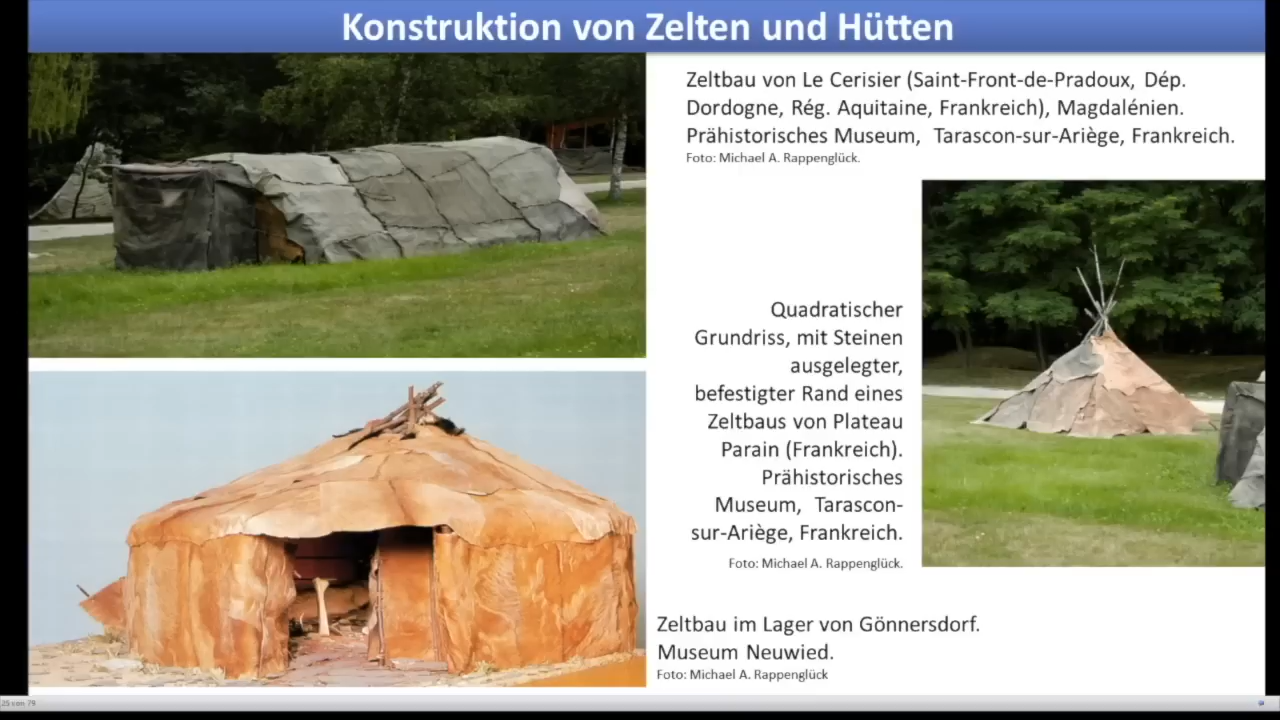 Konstruktion von Zelten und Hütten
Zeltbau von Le Cerisier (Saint-Front-de-Pradoux, Dép.
Dordogne, Rég. Aquitaine, Frankreich), Magdalénien.
Prähistorisches Museum, Tarascon-sur-Ariège, Frankreich.
Foto: Michael A. Rappenglück.
Quadratischer
Grundriss, mit Steinen
ausgelegter,
befestigter Rand eines
Zeltbaus von Plateau
Parain (Frankreich).
Prähistorisches
Museum, Tarascon-
sur-Ariège, Frankreich.
Foto: Michael A. Rappenglück.
Zeltbau im Lager von Gönnersdorf.
Museum Neuwied.
Foto: Michael A. Rappenglück
25 von 79